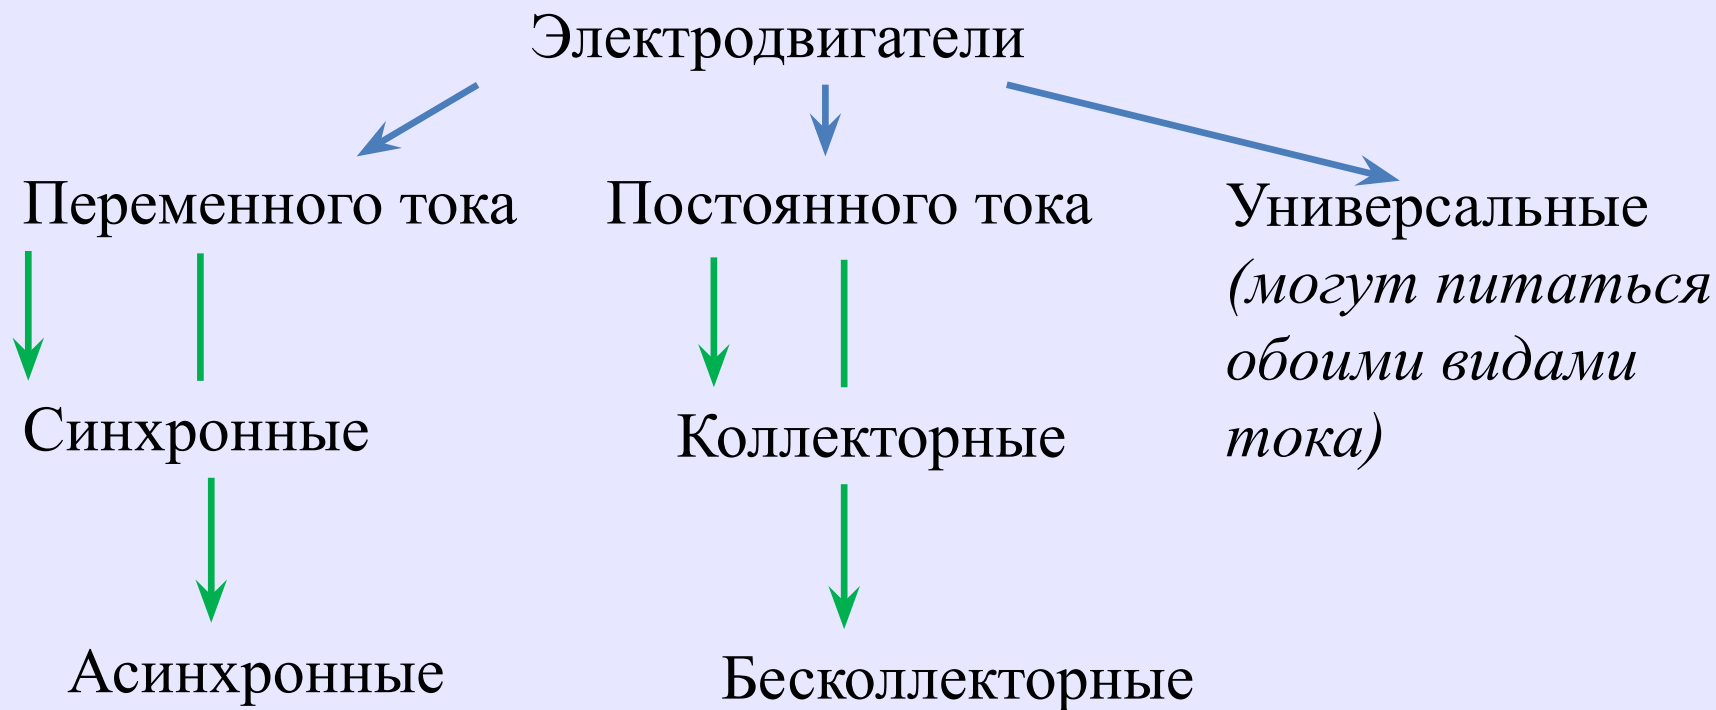 Электродвигатели
Переменного тока
Постоянного тока
Универсальные
(могут питаться
обоими видами
тока)
Синхронные
Коллекторные
Асинхронные
Бесколлекторные